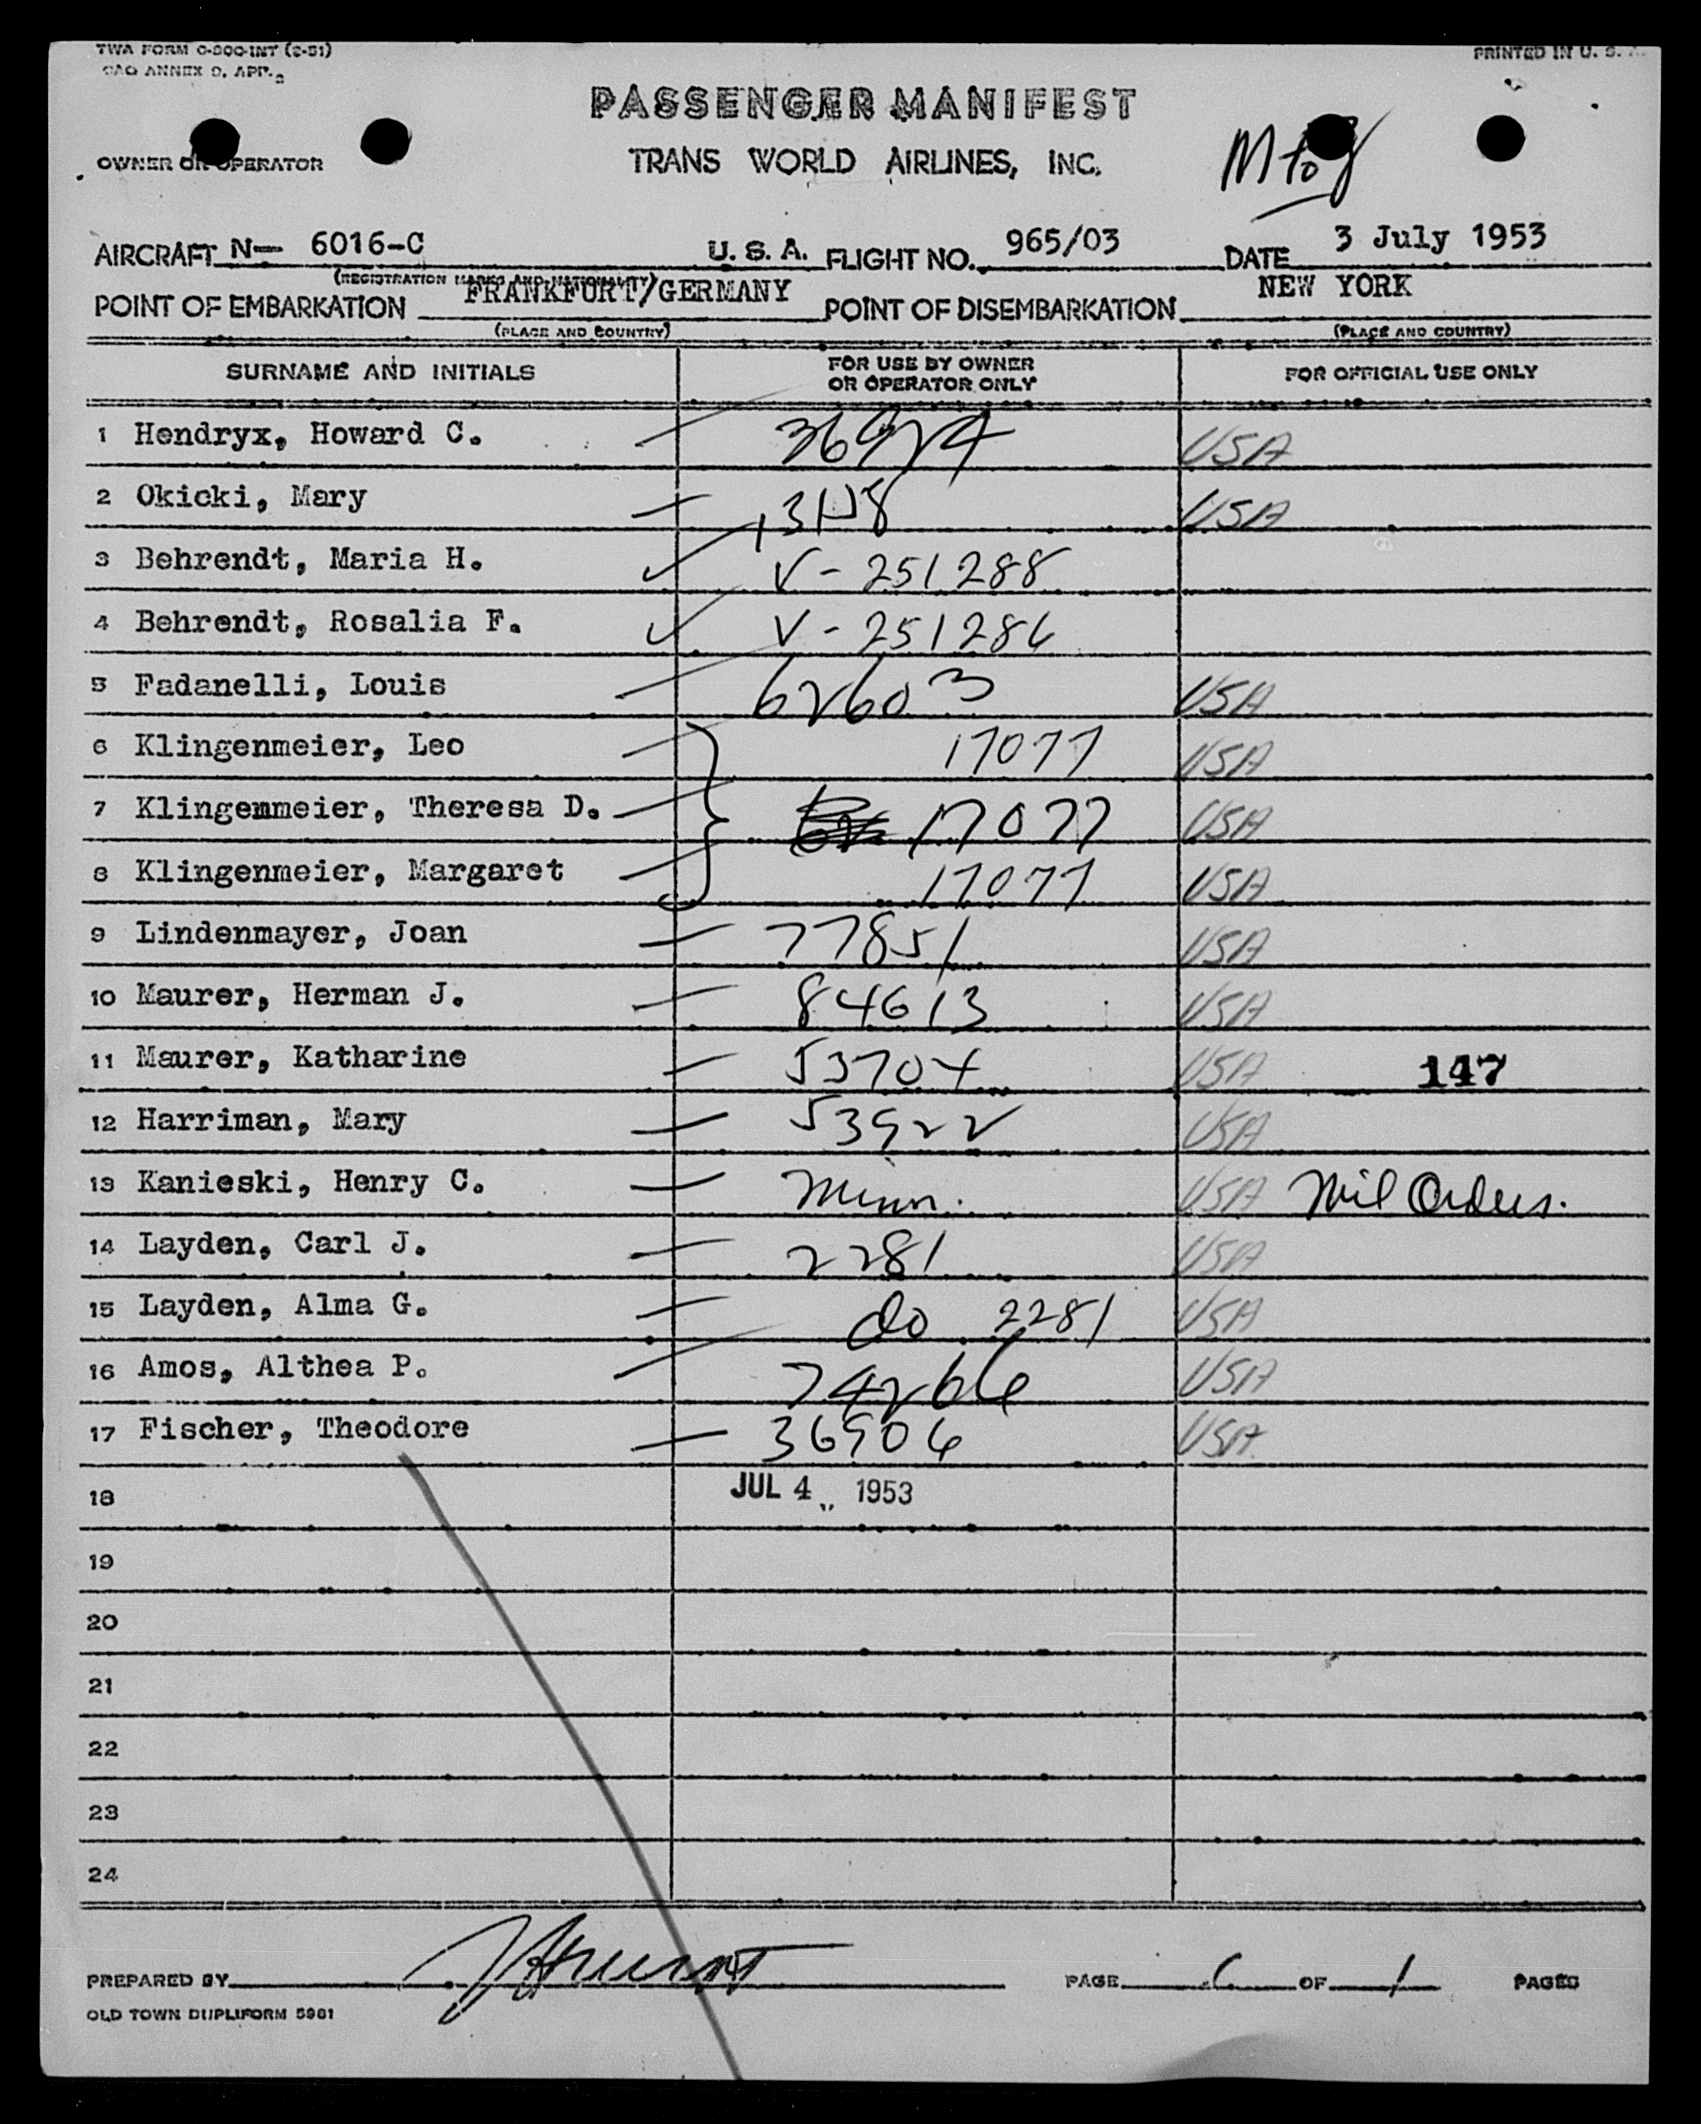 TWA FORM C-800-INT (2-51)
PRINTED IN U. S. A.
CAO ANNEX 9, APP. 2
PASSENGER MANIFEST
OWNER OR OPERATOR
TRANS WORLD AIRLINES, INC.
AIRCRAFT N— 6016-C U. S. A. FLIGHT NO. 965/03 DATE 3 July 1953
(REGISTRATION MARKS AND NATIONALITY)
POINT OF EMBARKATION FRANKFURT/GERMANY POINT OF DISEMBARKATION NEW YORK
(PLACE AND COUNTRY) (PLACE AND COUNTRY)
SURNAME AND INITIALS FOR USE BY OWNER OR OPERATOR ONLY FOR OFFICIAL USE ONLY
1 Hendryx, Howard C. USA
2 Okicki, Mary USA
3 Behrendt, Maria H. V-251288
4 Behrendt, Rosalia F. V-251286
5 Fadanelli, Louis 62603 USA
6 Klingenmeier, Leo 17077 USA
7 Klingemmeier, Theresa D. 17077 USA
8 Klingenmeier, Margaret 17077 USA
9 Lindenmayer, Joan 77851 USA
10 Maurer, Herman J. 84613 USA
11 Maurer, Katharine 53704 USA 147
12 Harriman, Mary 53922 USA
13 Kanieski, Henry C. USA Mil Orders.
14 Layden, Carl J. 2281 USA
15 Layden, Alma G. do 2281 USA
16 Amos, Althea P. 74266 USA
17 Fischer, Theodore 36906 USA
18 JUL 4 1953
19
20
21
22
23
24
PREPARED BY PAGE OF 1 PAGES
OLD TOWN DUPLIFORM 5981